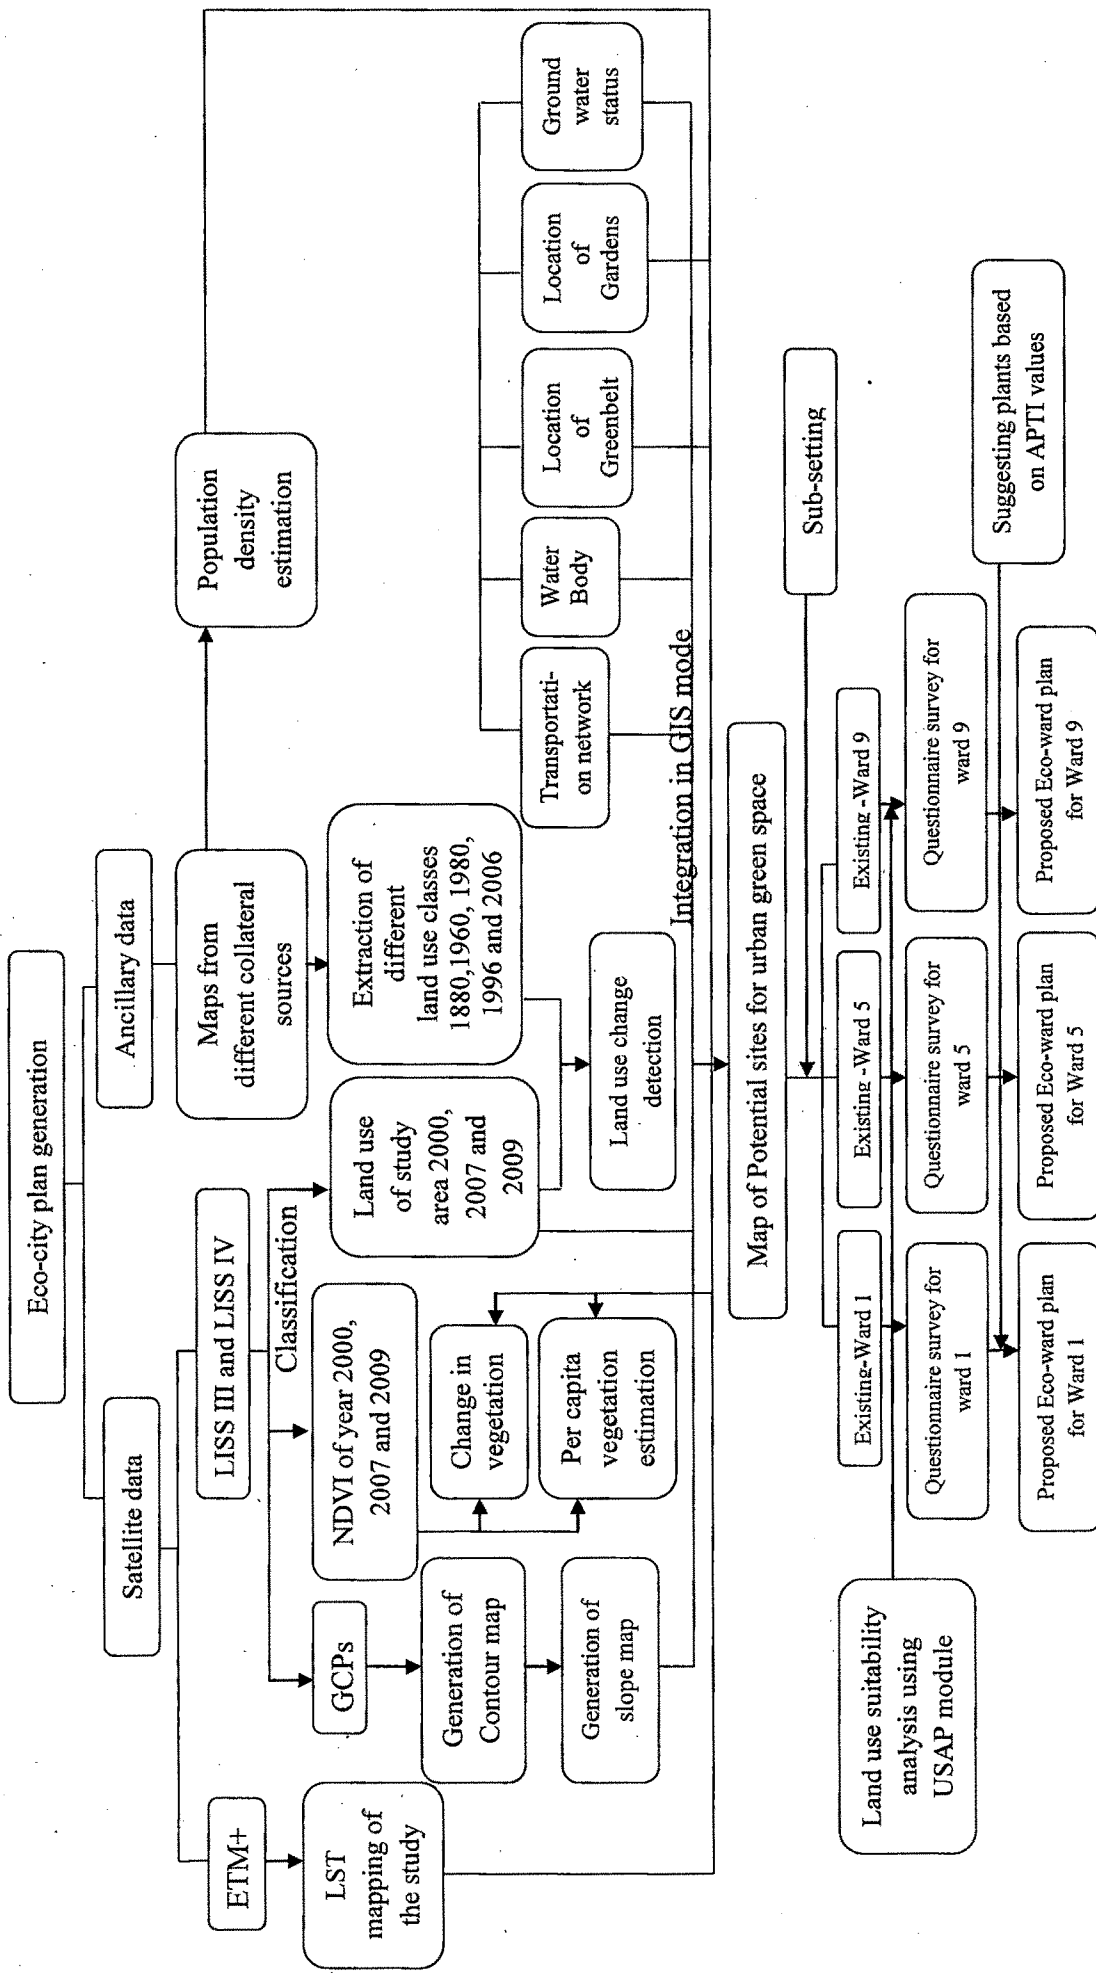 Eco-city plan generation
Satellite data
Ancillary data
ETM+
LISS III and LISS IV
Maps from
different collateral
sources
Population
density
estimation
Classification
LST
mapping of
the study
GCPs
NDVI of year 2000,
2007 and 2009
Land use
of study
area 2000,
2007 and
2009
Extraction of
different
land use classes
1880,1960, 1980,
1996 and 2006
Generation of
Contour map
Change in
vegetation
Generation of
slope map
Per capita
vegetation
estimation
Land use change
detection
Transportati-
on network
Water
Body
Location
of
Greenbelt
Location
of
Gardens
Ground
water
status
Integration in GIS mode
Map of Potential sites for urban green space
Sub-setting
Existing-Ward 1
Existing -Ward 5
Existing -Ward 9
Land use suitability
analysis using
USAP module
Questionnaire survey for
ward 1
Questionnaire survey for
ward 5
Questionnaire survey for
ward 9
Suggesting plants based
on APTI values
Proposed Eco-ward plan
for Ward 1
Proposed Eco-ward plan
for Ward 5
Proposed Eco-ward plan
for Ward 9